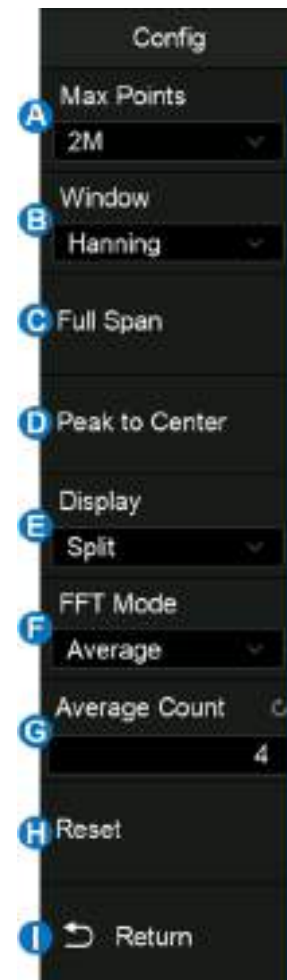 Config
A Max Points
2M
B Window
Hanning
C Full Span
D Peak to Center
E Display
Split
F FFT Mode
Average
G Average Count
4
H Reset
I Return